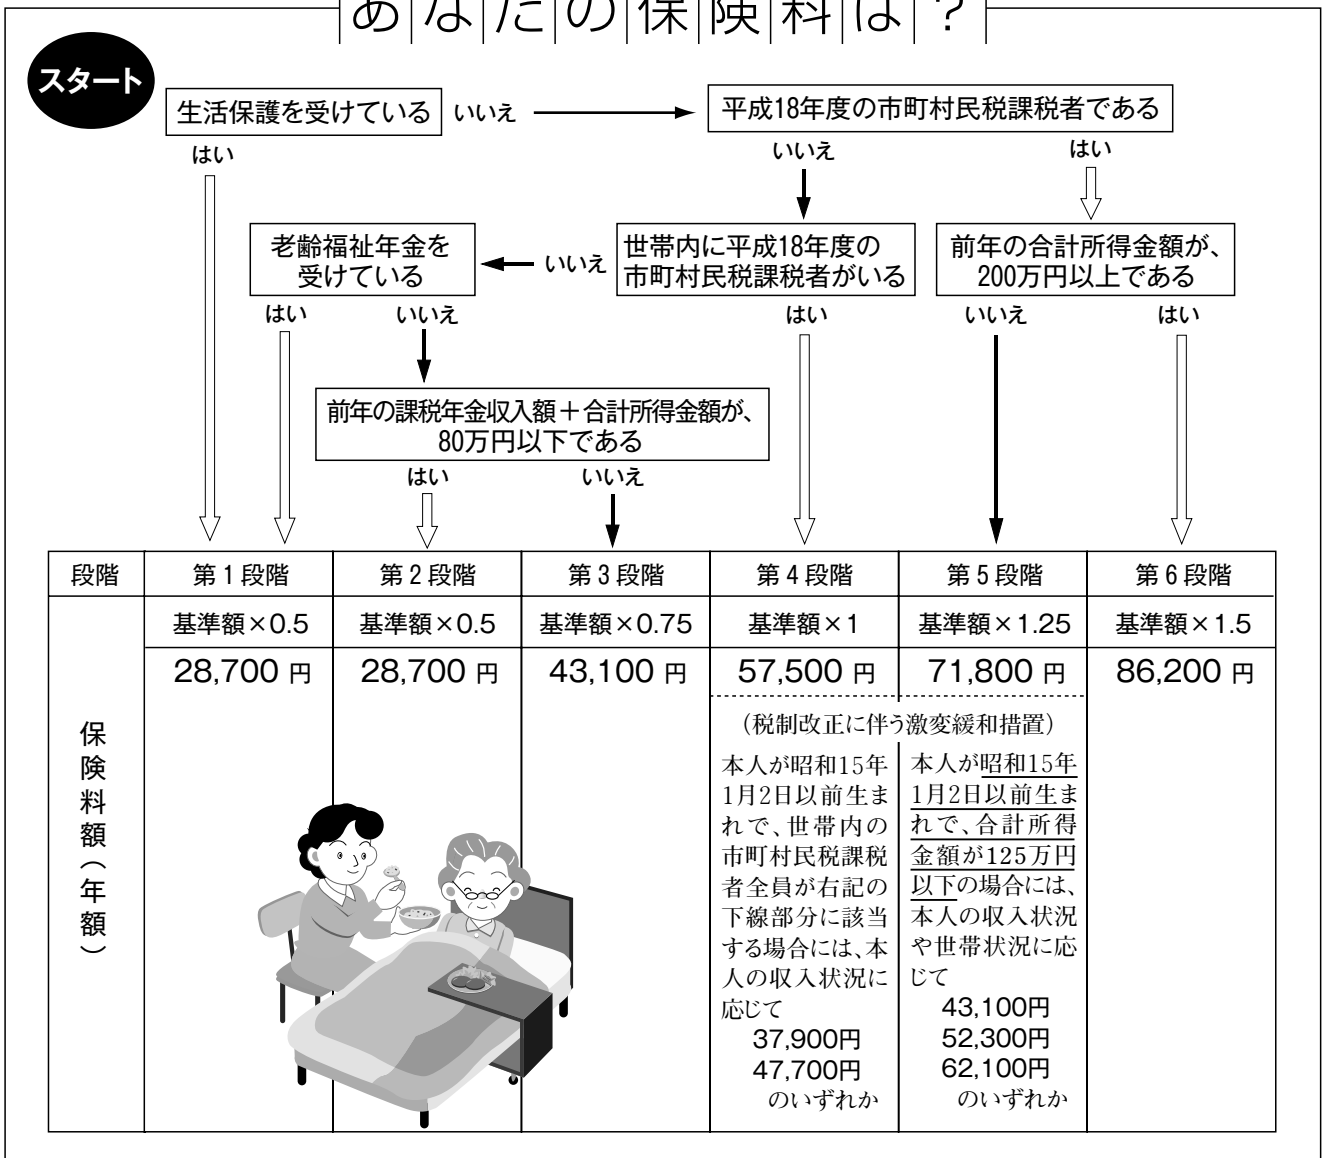 あなたの保険料は？
スタート
生活保護を受けている
いいえ
平成18年度の市町村民税課税者である
はい
いいえ
はい
老齢福祉年金を
受けている
いいえ
世帯内に平成18年度の
市町村民税課税者がいる
前年の合計所得金額が、
200万円以上である
はい
いいえ
はい
いいえ
はい
前年の課税年金収入額＋合計所得金額が、
80万円以下である
はい
いいえ
段階
第１段階
第２段階
第３段階
第４段階
第５段階
第６段階
基準額×0.5
基準額×0.5
基準額×0.75
基準額×1
基準額×1.25
基準額×1.5
保険料額（年額）
28,700 円
28,700 円
43,100 円
57,500 円
71,800 円
86,200 円
（税制改正に伴う激変緩和措置）
本人が昭和15年
1月2日以前生ま
れで、世帯内の
市町村民税課税
者全員が右記の
下線部分に該当
する場合には、本
人の収入状況に
応じて
37,900円
47,700円
のいずれか
本人が昭和15年
1月2日以前生ま
れで、合計所得
金額が125万円
以下の場合には、
本人の収入状況
や世帯状況に応
じて
43,100円
52,300円
62,100円
のいずれか